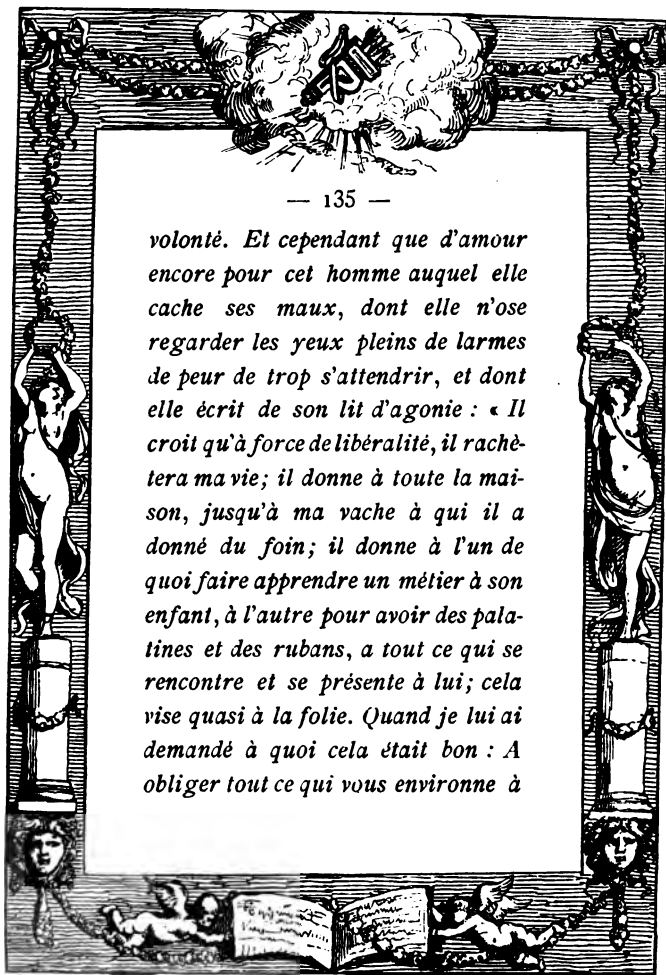 — 135 —
volonté. Et cependant que d'amour
encore pour cet homme auquel elle
cache ses maux, dont elle n'ose
regarder les yeux pleins de larmes
de peur de trop s'attendrir, et dont
elle écrit de son lit d'agonie : « Il
croit qu'à force de libéralité, il rachè-
tera ma vie; il donne à toute la mai-
son, jusqu'à ma vache à qui il a
donné du foin; il donne à l'un de
quoi faire apprendre un métier à son
enfant, à l'autre pour avoir des pala-
tines et des rubans, a tout ce qui se
rencontre et se présente à lui; cela
vise quasi à la folie. Quand je lui ai
demandé à quoi cela était bon : A
obliger tout ce qui vous environne à